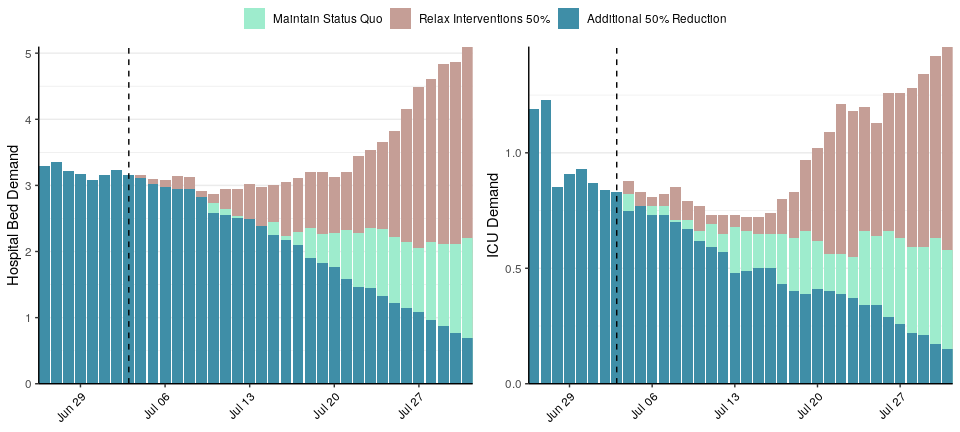 Maintain Status Quo
Relax Interventions 50%
Additional 50% Reduction
Hospital Bed Demand
5
4
3
2
1
0
Jun 29
Jul 06
Jul 13
Jul 20
Jul 27
ICU Demand
1.0
0.5
0.0
Jun 29
Jul 06
Jul 13
Jul 20
Jul 27